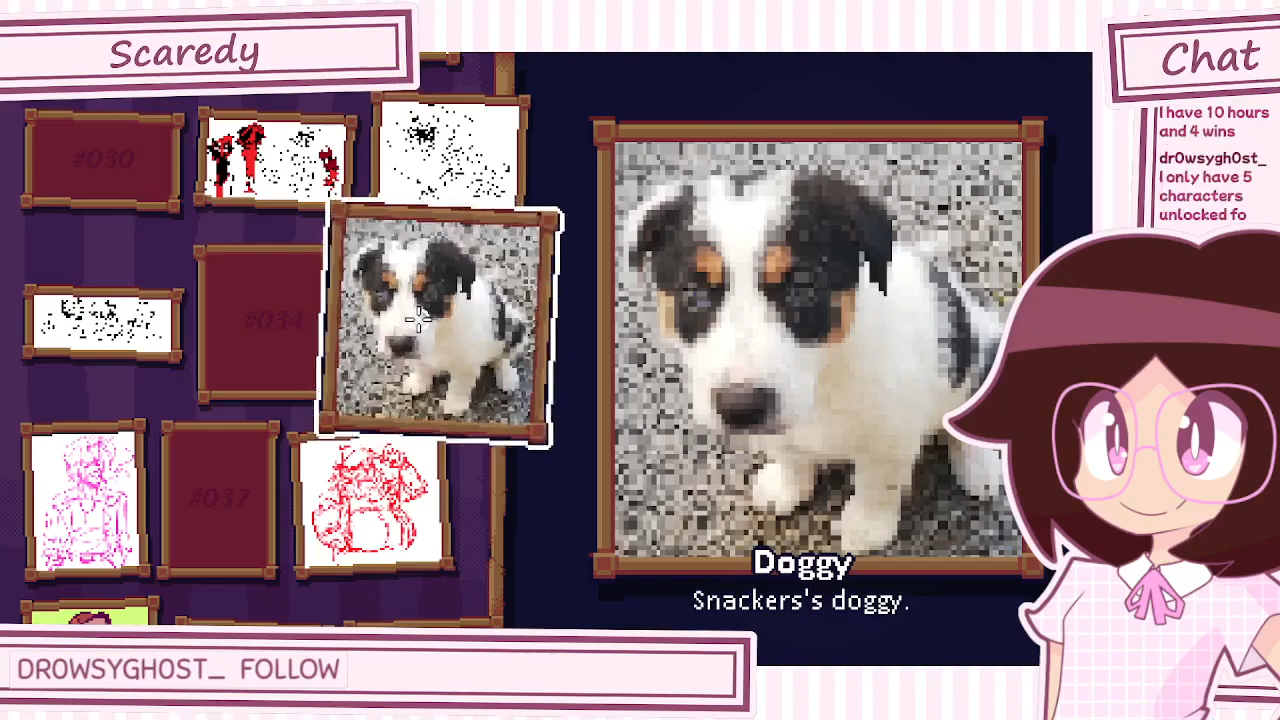 Scaredy
Chat
I have 10 hours
and 4 wins
dr0wsygh0st_
I only have 5
characters
unlocked fo
#030
#034
#037
Doggy
Snackers's doggy.
DR0WSYGH0ST_ FOLLOW